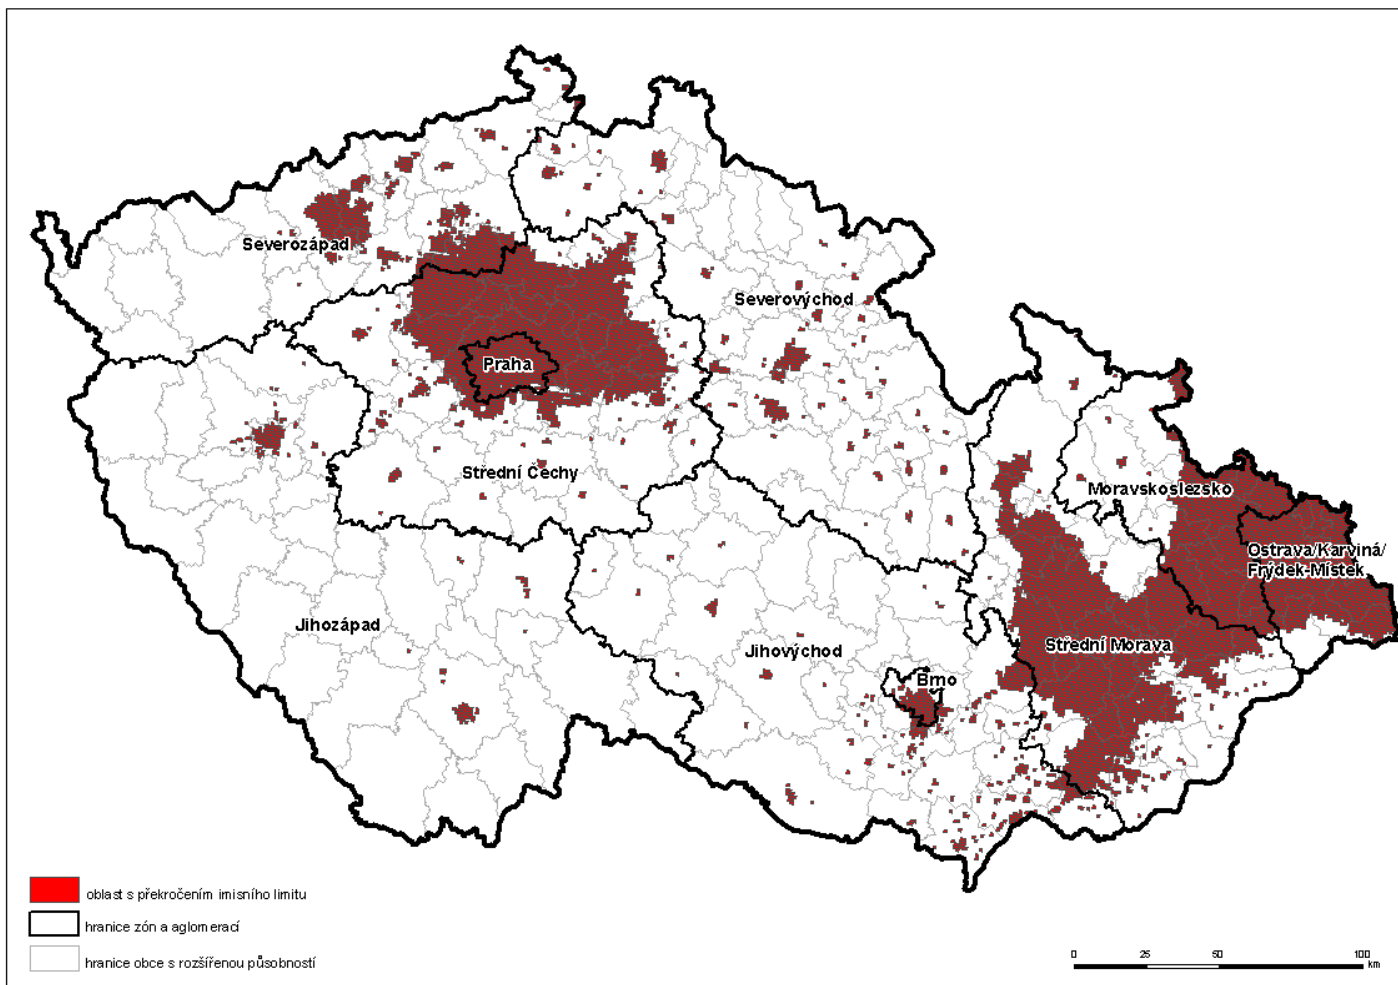 Severozápad
Severovýchod
Praha
Střední Čechy
Moravskoslezsko
Ostrava/Karviná/
Frýdek-Místek
Jihozápad
Jihovýchod
Střední Morava
Brno
oblast s překročením imisního limitu
hranice zón a aglomerací
hranice obce s rozšířenou působností
0 25 50 100
km